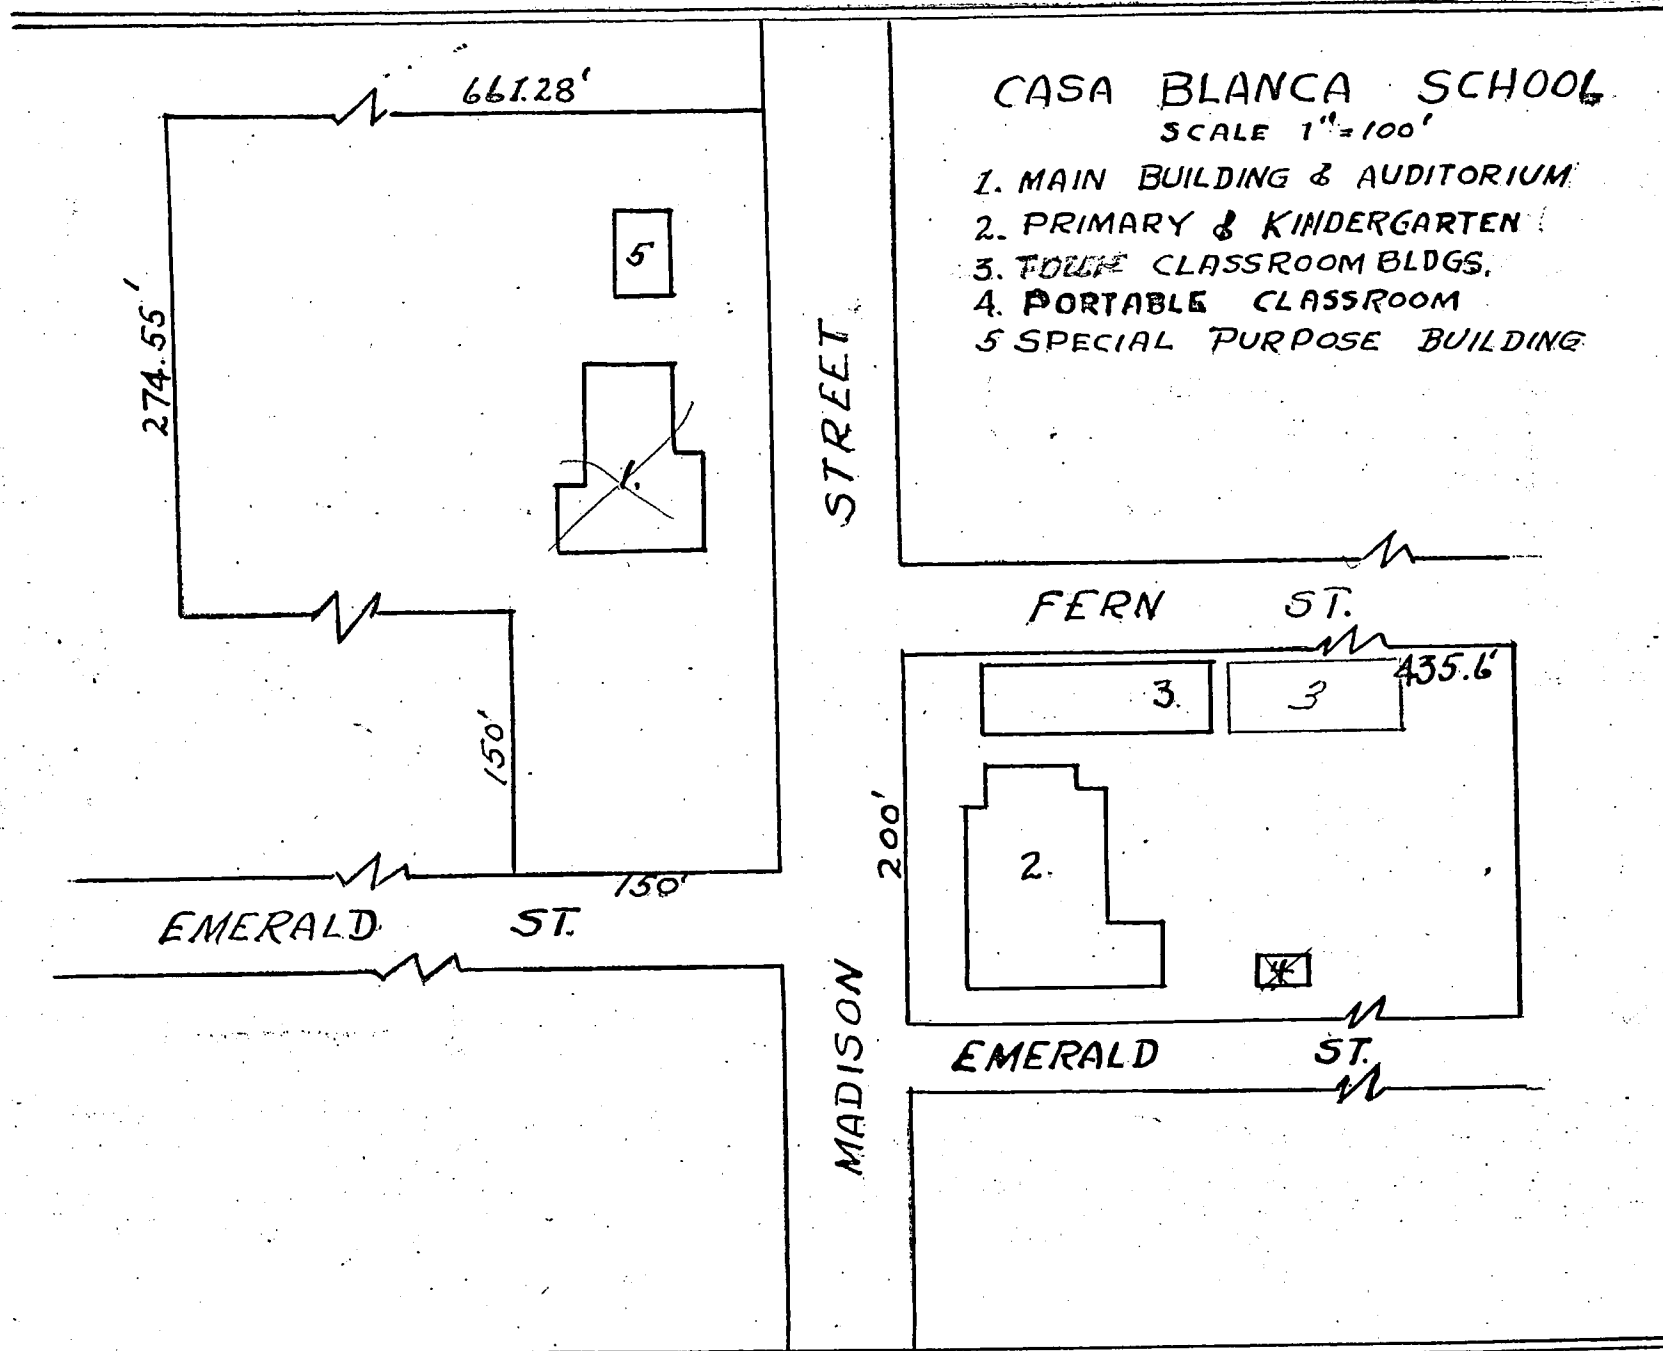 CASA BLANCA SCHOOL
SCALE 1"=100'
1. MAIN BUILDING & AUDITORIUM
2. PRIMARY & KINDERGARTEN
3. CLASSROOM BLDGS.
4. PORTABLE CLASSROOM
5 SPECIAL PURPOSE BUILDING
661.28'
274.55'
5
1.
150'
150'
EMERALD ST.
STREET
MADISON
FERN ST.
435.6'
3.
3
200'
2.
4
EMERALD ST.